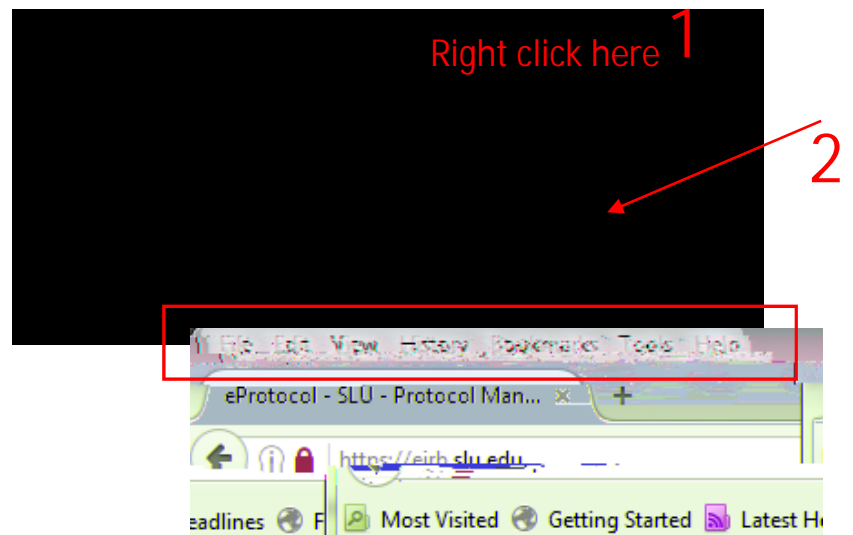 Right click here 1
2
File Edit View History Bookmarks Tools Help
eProtocol - SLU - Protocol Man... × +
https://eirb.slu.edu
eadlines F Most Visited Getting Started Latest He